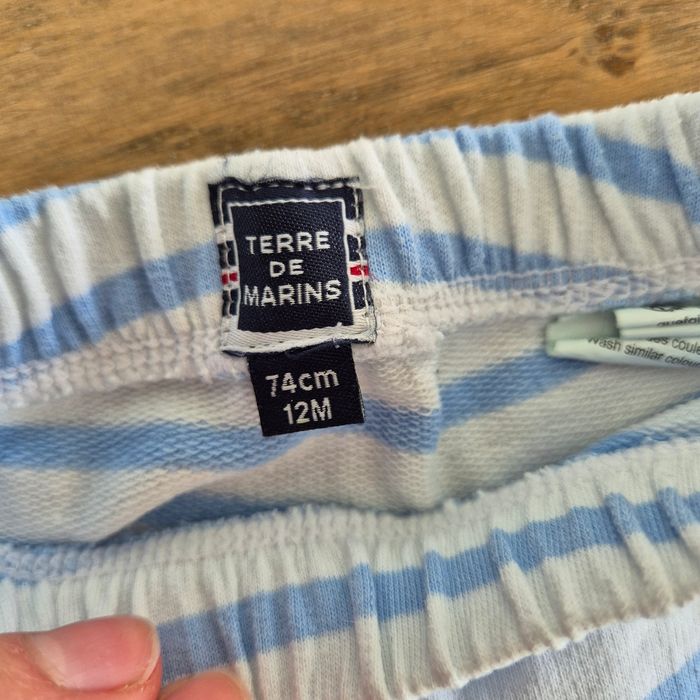 TERRE
DE
MARINS
74cm
12M
Wash similar colou